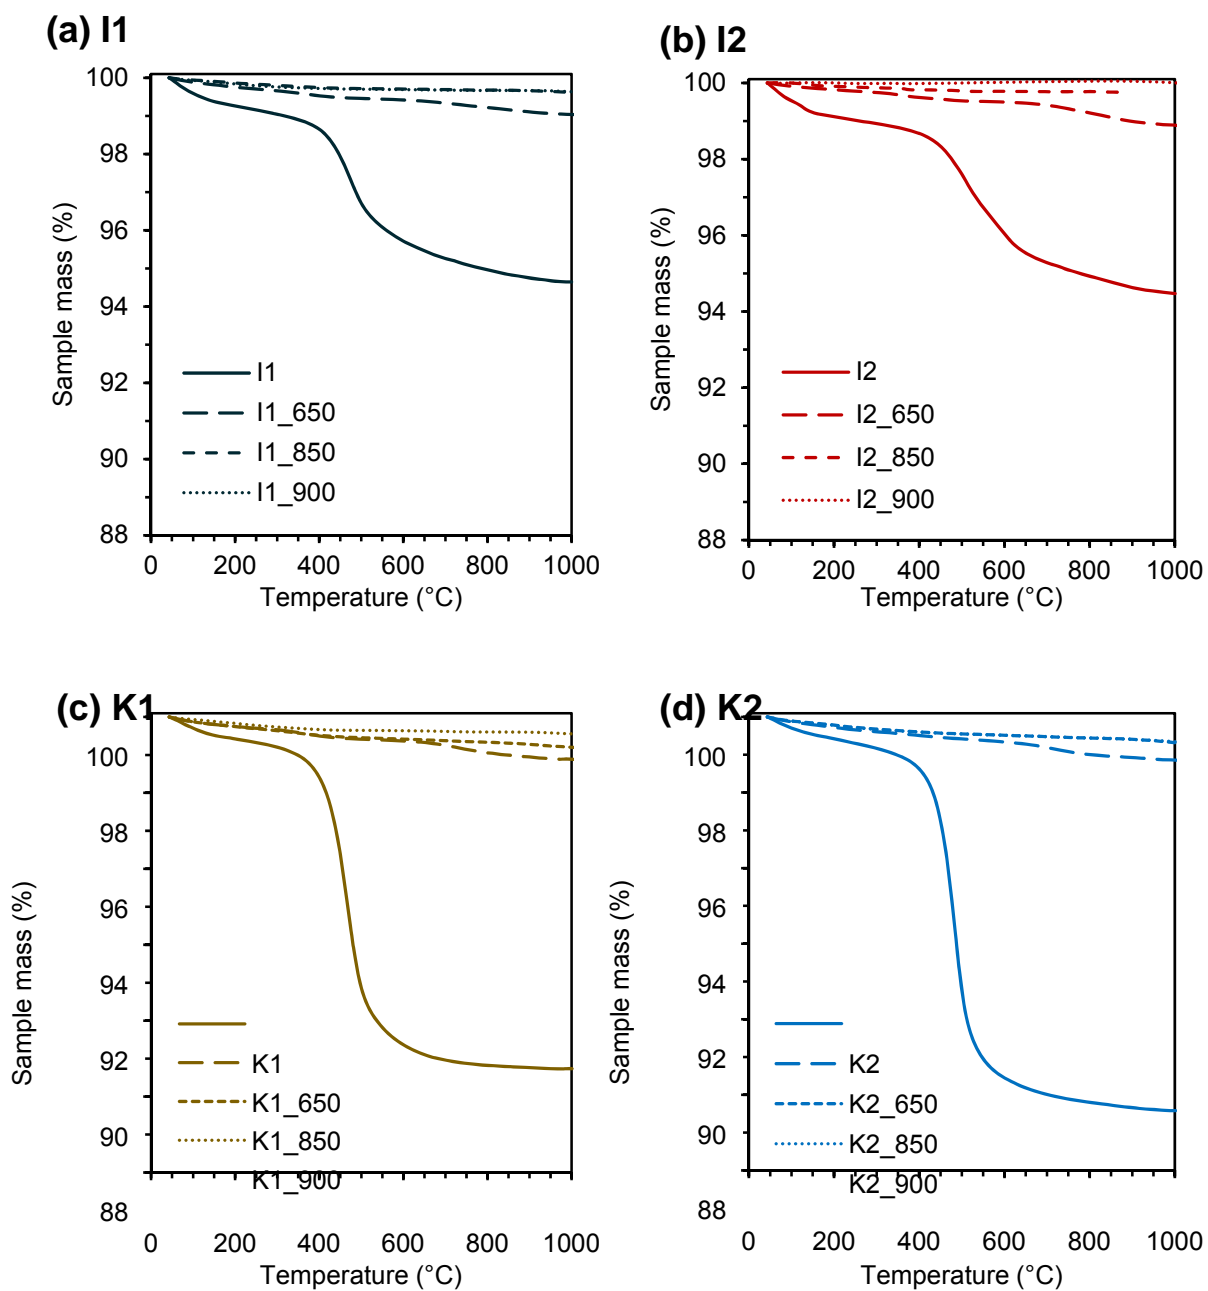 (a) I1
100
98
96
94
92
90
88
Sample mass (%)
I1
I1_650
I1_850
I1_900
0 200 400 600 800 1000
Temperature (°C)
(b) I2
100
98
96
94
92
90
88
Sample mass (%)
I2
I2_650
I2_850
I2_900
0 200 400 600 800 1000
Temperature (°C)
(c) K1
100
98
96
94
92
90
88
Sample mass (%)
K1
K1_650
K1_850
K1_900
0 200 400 600 800 1000
Temperature (°C)
(d) K2
100
98
96
94
92
90
88
Sample mass (%)
K2
K2_650
K2_850
K2_900
0 200 400 600 800 1000
Temperature (°C)